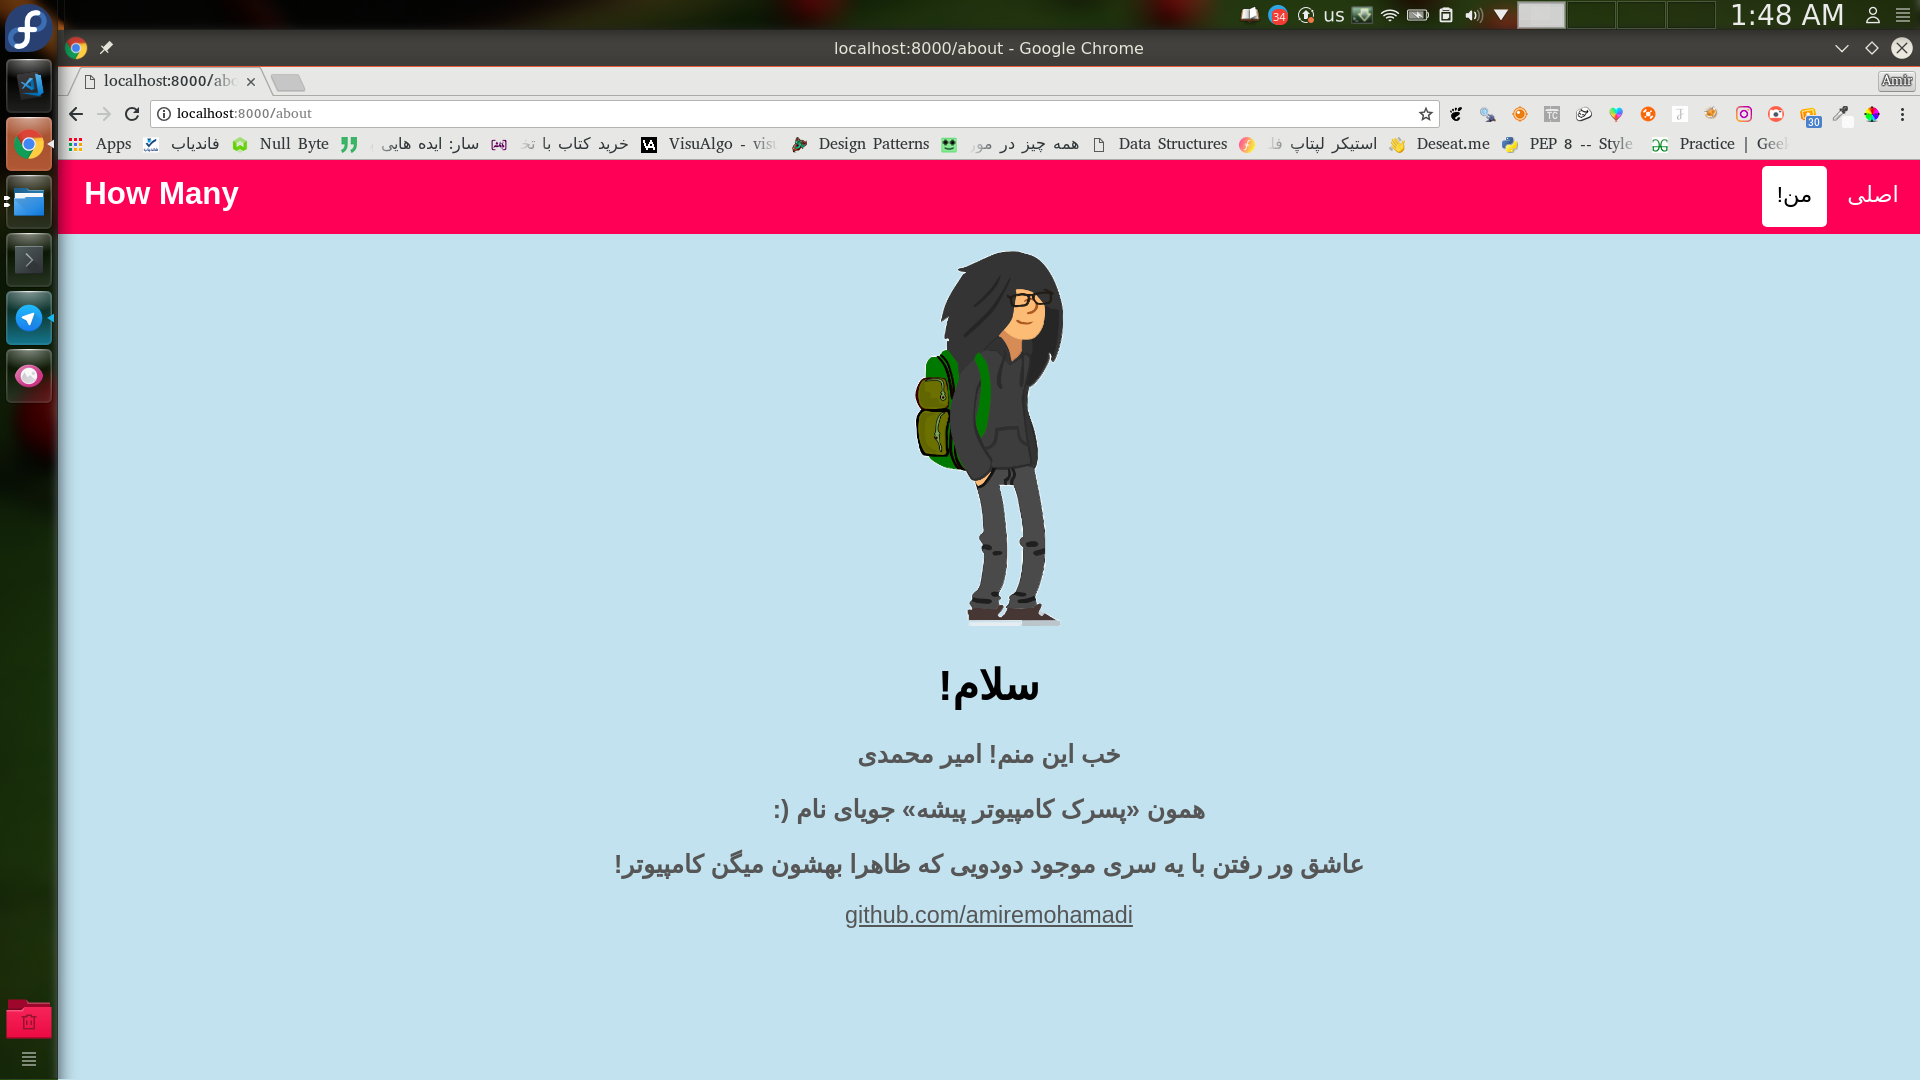 us
1:48 AM
localhost:8000/about - Google Chrome
localhost:8000/abo
Amir
localhost:8000/about
34
30
Apps
فاندیاب
Null Byte
سار: ایده هایی
خرید کتاب با تخ
VisuAlgo - visu
Design Patterns
همه چیز در مور
Data Structures
استیکر لپتاپ
Deseat.me
PEP 8 -- Style
Practice | Geek
How Many
من!
اصلی
سلام!
خب این منم! امیر محمدی
همون «پسرک کامپیوتر پیشه» جویای نام (:
عاشق ور رفتن با یه سری موجود دودویی که ظاهرا بهشون میگن کامپیوتر!
github.com/amiremohamadi